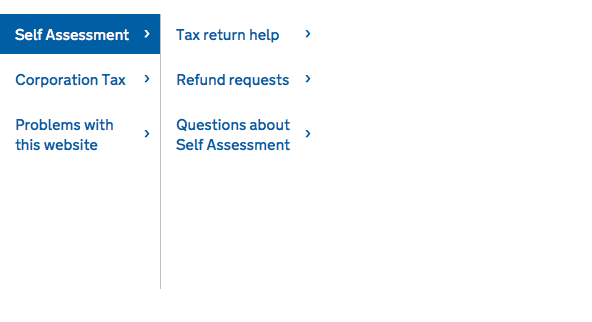 Self Assessment
Corporation Tax
Problems with
this website
Tax return help
Refund requests
Questions about
Self Assessment